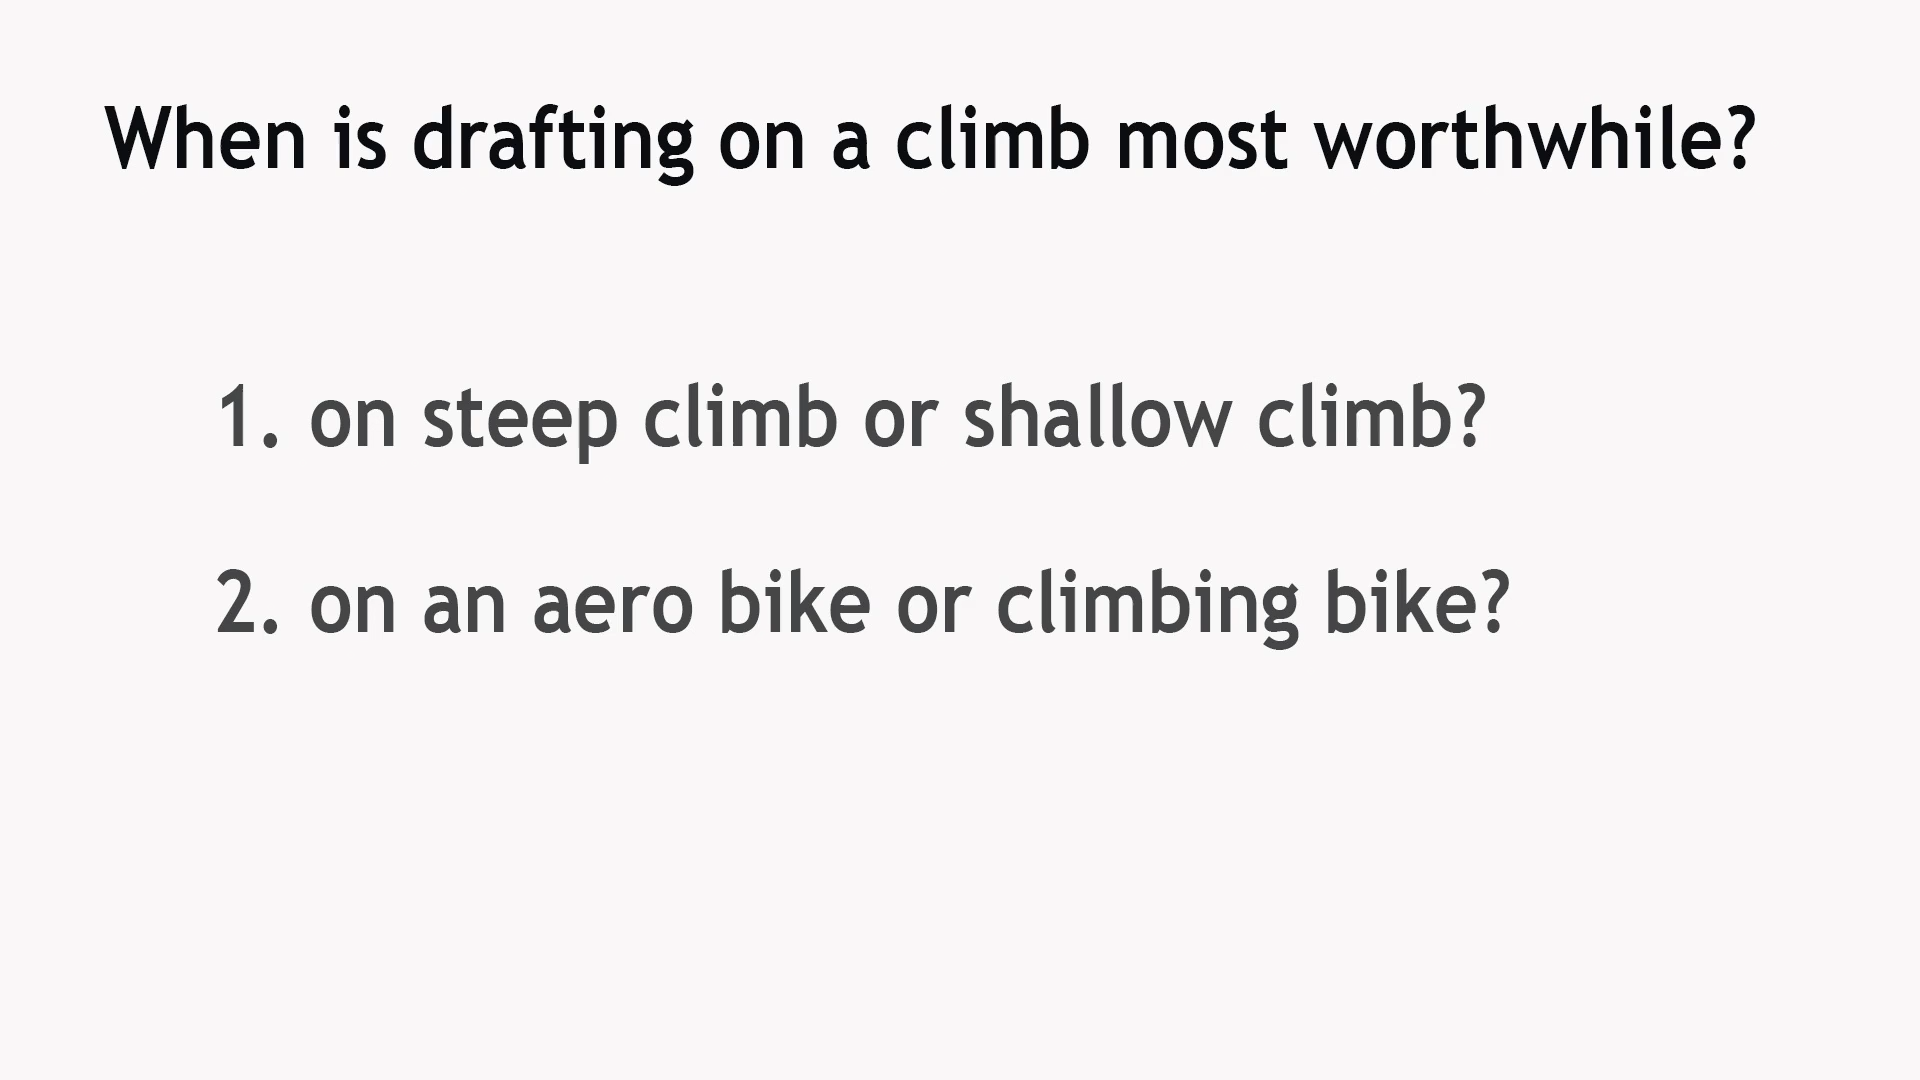 When is drafting on a climb most worthwhile?
1. on steep climb or shallow climb?
2. on an aero bike or climbing bike?